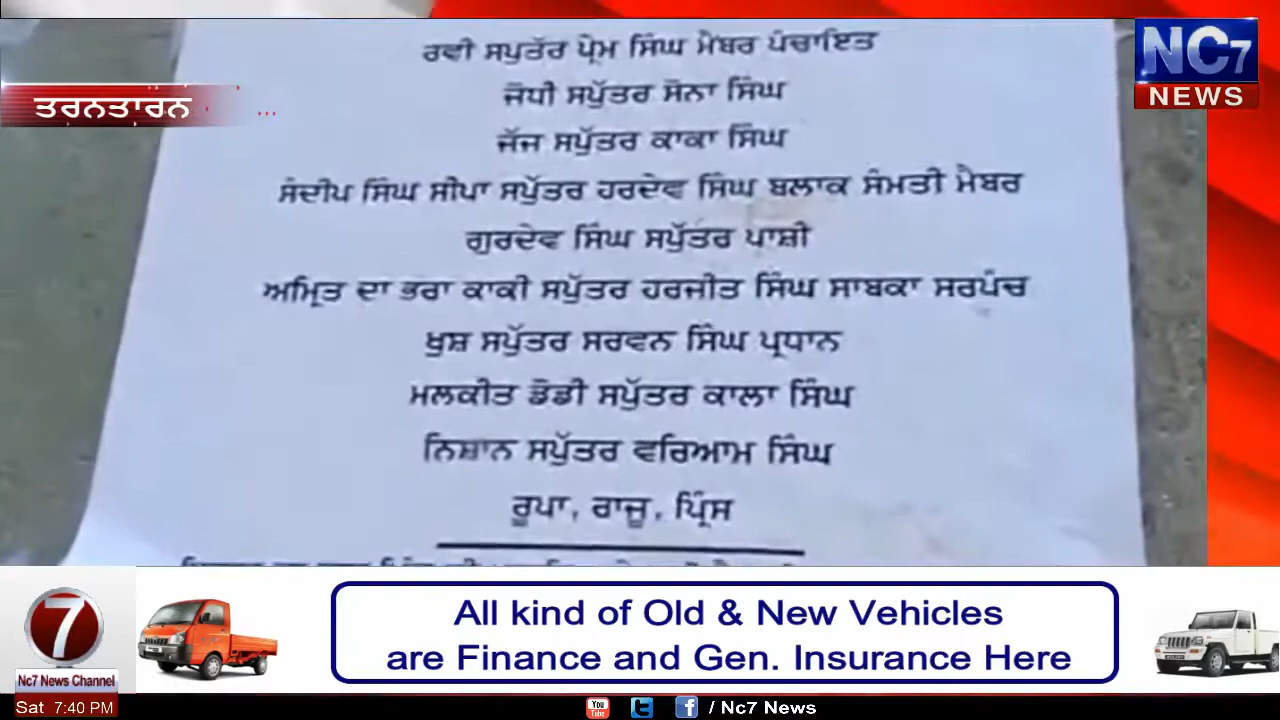 ਰਵੀ ਸਪੁਤੱਰ ਪ੍ਰੇਮ ਸਿੰਘ ਮੈਬਰ ਪੰਚਾਇਤ
ਜੋਧੀ ਸਪੁੱਤਰ ਸੋਨਾ ਸਿੰਘ
ਜੱਜ ਸਪੁੱਤਰ ਕਾਕਾ ਸਿੰਘ
ਸੰਦੀਪ ਸਿੰਘ ਸੀਪਾ ਸਪੁੱਤਰ ਹਰਦੇਵ ਸਿੰਘ ਬਲਾਕ ਸੰਮਤੀ ਮੈਬਰ
ਗੁਰਦੇਵ ਸਿੰਘ ਸਪੁੱਤਰ ਪਾਸ਼ੀ
ਅਮ੍ਰਿਤ ਦਾ ਭਰਾ ਕਾਕੀ ਸਪੁੱਤਰ ਹਰਜੀਤ ਸਿੰਘ ਸਾਬਕਾ ਸਰਪੰਚ
ਖੁਸ਼ ਸਪੁੱਤਰ ਸਰਵਨ ਸਿੰਘ ਪ੍ਰਧਾਨ
ਮਲਕੀਤ ਡੋਡੀ ਸਪੁੱਤਰ ਕਾਲਾ ਸਿੰਘ
ਨਿਸ਼ਾਨ ਸਪੁੱਤਰ ਵਰਿਆਮ ਸਿੰਘ
ਰੂਪਾ, ਰਾਜੂ, ਪ੍ਰਿੰਸ
ਤਰਨਤਾਰਨ
NC7
NEWS
7
Nc7 News Channel
All kind of Old & New Vehicles
are Finance and Gen. Insurance Here
Sat 7:40 PM
You Tube / Nc7 News